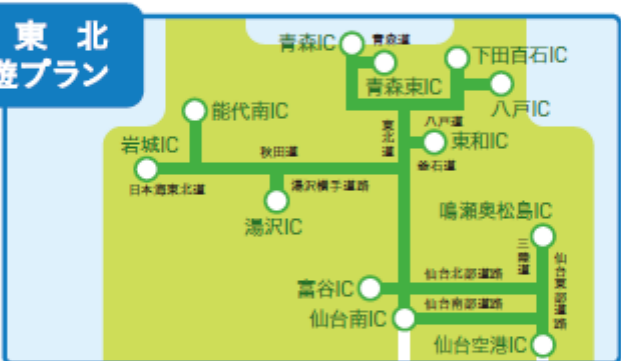 東 北
遊プラン
青森IC
青森道
下田百石IC
青森東IC
八戸IC
能代南IC
八戸道
東北道
東和IC
岩城IC
秋田道
釜石道
日本海東北道
湯沢横手道路
湯沢IC
鳴瀬奥松島IC
三陸道
仙台東部道路
仙台北部道路
富谷IC
仙台南部道路
仙台南IC
仙台空港IC